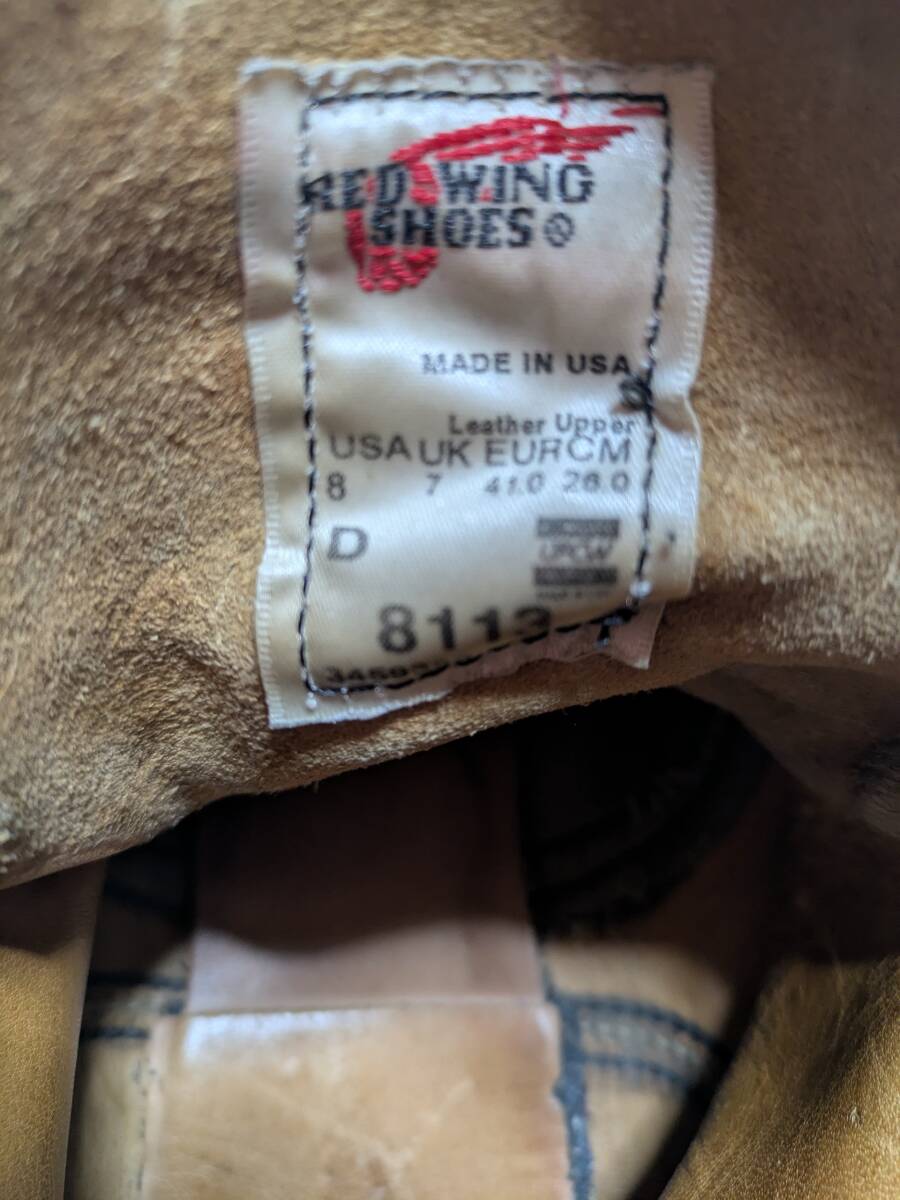 RED WING
SHOES
MADE IN USA
Leather Upper
USA UK EUR CM
8 7 41.0 26.0
D
UFCW
8113